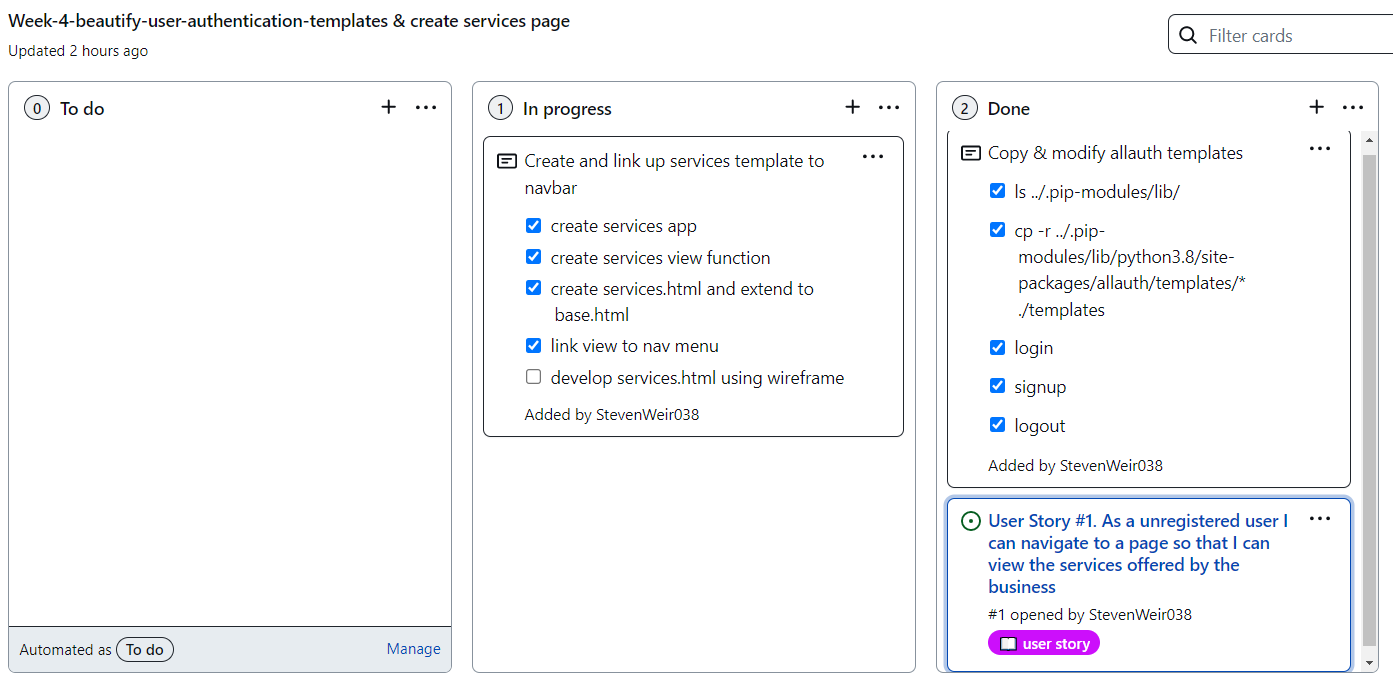 Week-4-beautify-user-authentication-templates & create services page
Updated 2 hours ago
Filter cards
0 To do
1 In progress
Create and link up services template to
navbar
create services app
create services view function
create services.html and extend to
base.html
link view to nav menu
develop services.html using wireframe
Added by StevenWeir038
2 Done
Copy & modify allauth templates
ls ../.pip-modules/lib/
cp -r ../.pip-
modules/lib/python3.8/site-
packages/allauth/templates/*
./templates
login
signup
logout
Added by StevenWeir038
User Story #1. As a unregistered user I
can navigate to a page so that I can
view the services offered by the
business
#1 opened by StevenWeir038
user story
Automated as To do
Manage